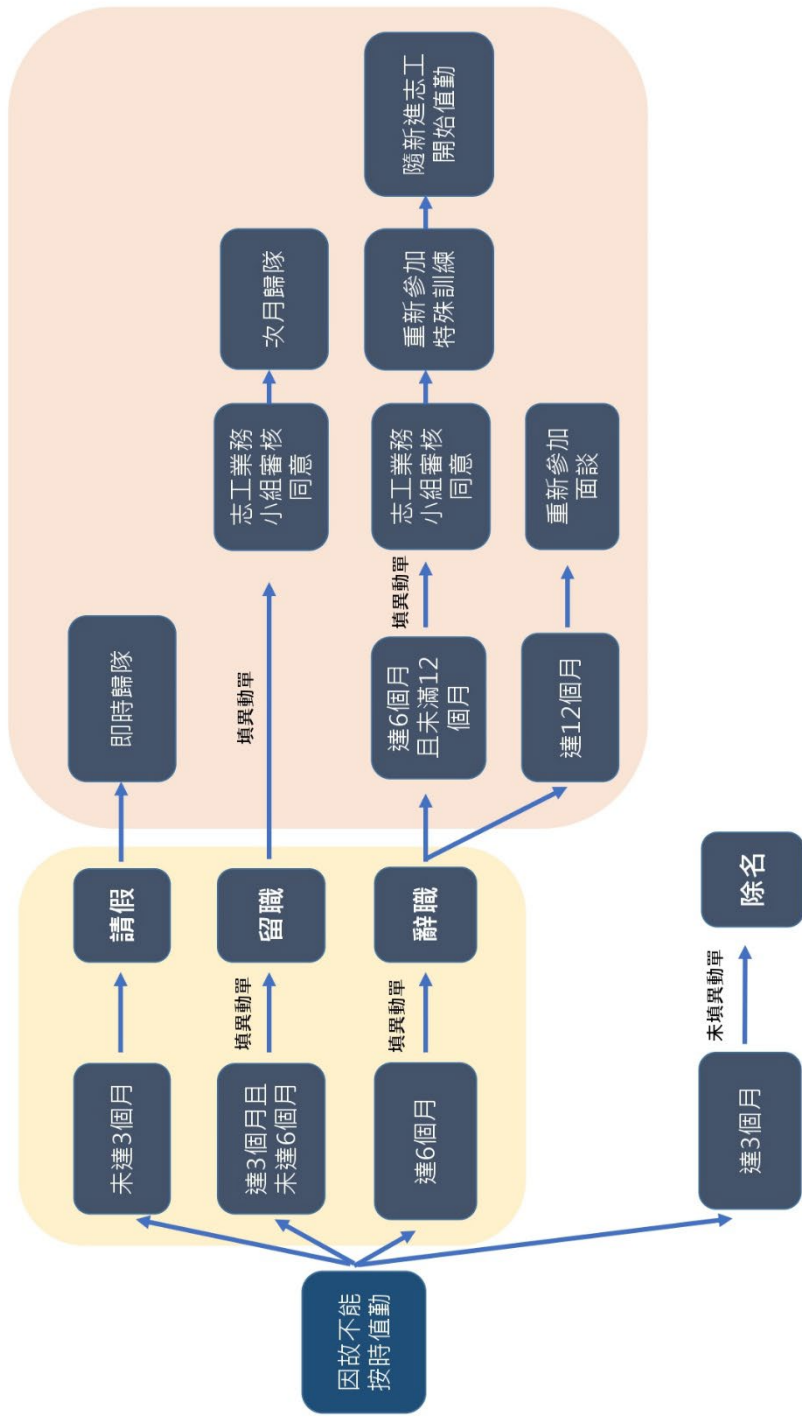 因故不能
按時值勤
未達3個月
請假
即時歸隊
達3個月且
未達6個月
填異動單
留職
填異動單
志工業務
小組審核
同意
次月歸隊
達6個月
填異動單
辭職
達6個月
且未滿12
個月
填異動單
志工業務
小組審核
同意
重新參加
特殊訓練
隨新進志工
開始值勤
達12個月
重新參加
面談
達3個月
未填異動單
除名